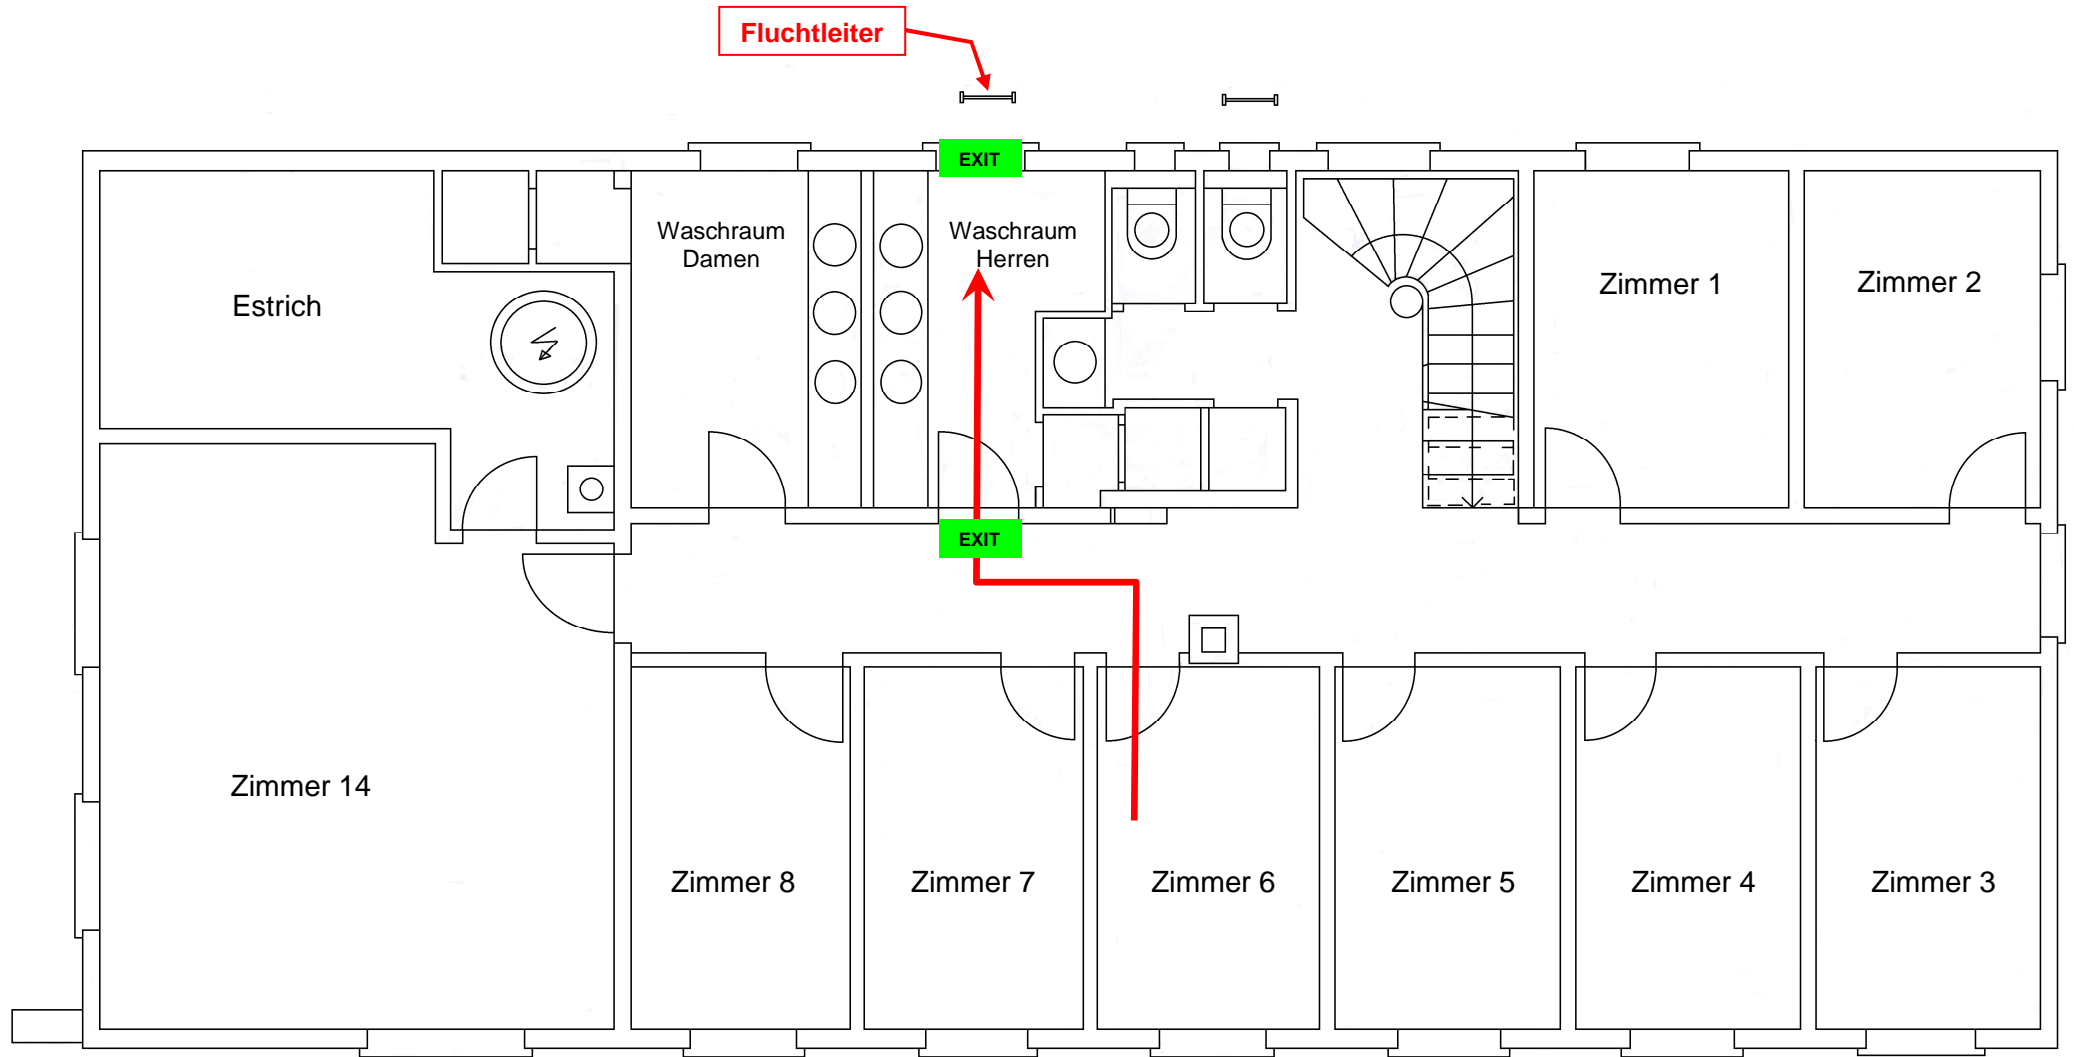 Fluchtleiter
EXIT
Waschraum
Damen
Waschraum
Herren
Estrich
Zimmer 1
Zimmer 2
EXIT
Zimmer 14
Zimmer 8
Zimmer 7
Zimmer 6
Zimmer 5
Zimmer 4
Zimmer 3